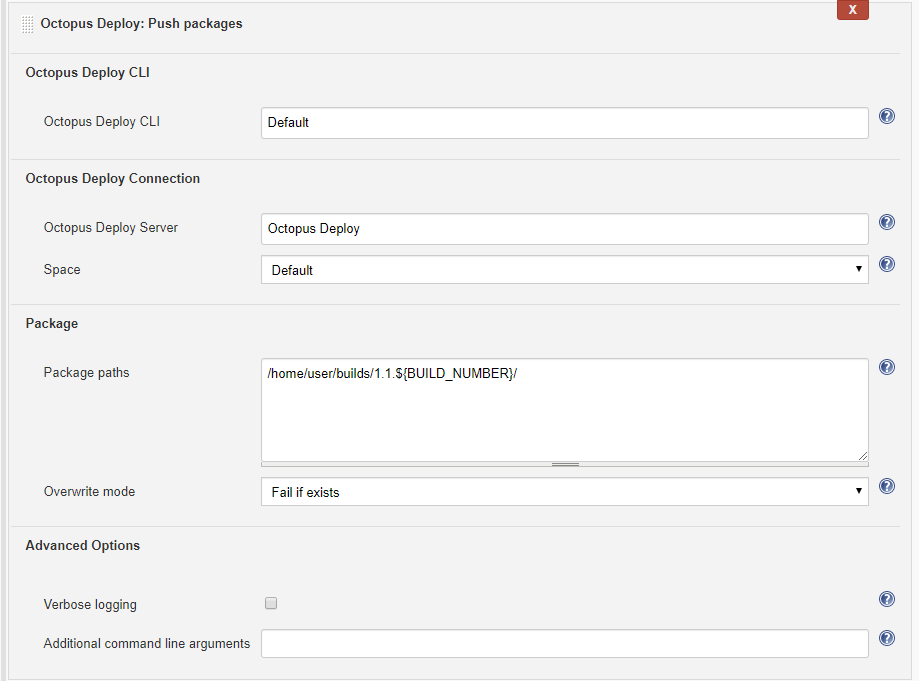 Octopus Deploy: Push packages
X
Octopus Deploy CLI
Octopus Deploy CLI
Default
?
Octopus Deploy Connection
Octopus Deploy Server
Octopus Deploy
?
Space
Default
?
Package
Package paths
/home/user/builds/1.1.${BUILD_NUMBER}/
?
Overwrite mode
Fail if exists
?
Advanced Options
Verbose logging
?
Additional command line arguments
?